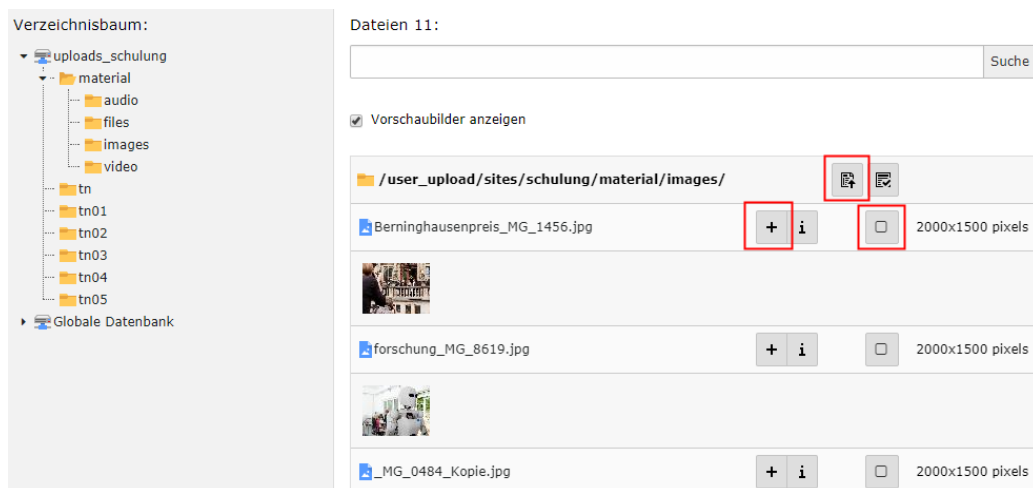 Verzeichnisbaum:
uploads_schulung
material
audio
files
images
video
tn
tn01
tn02
tn03
tn04
tn05
Globale Datenbank
Dateien 11:
Suche
Vorschaubilder anzeigen
/user_upload/sites/schulung/material/images/
Berninghausenpreis_MG_1456.jpg + i 2000x1500 pixels
forschung_MG_8619.jpg + i 2000x1500 pixels
_MG_0484_Kopie.jpg + i 2000x1500 pixels